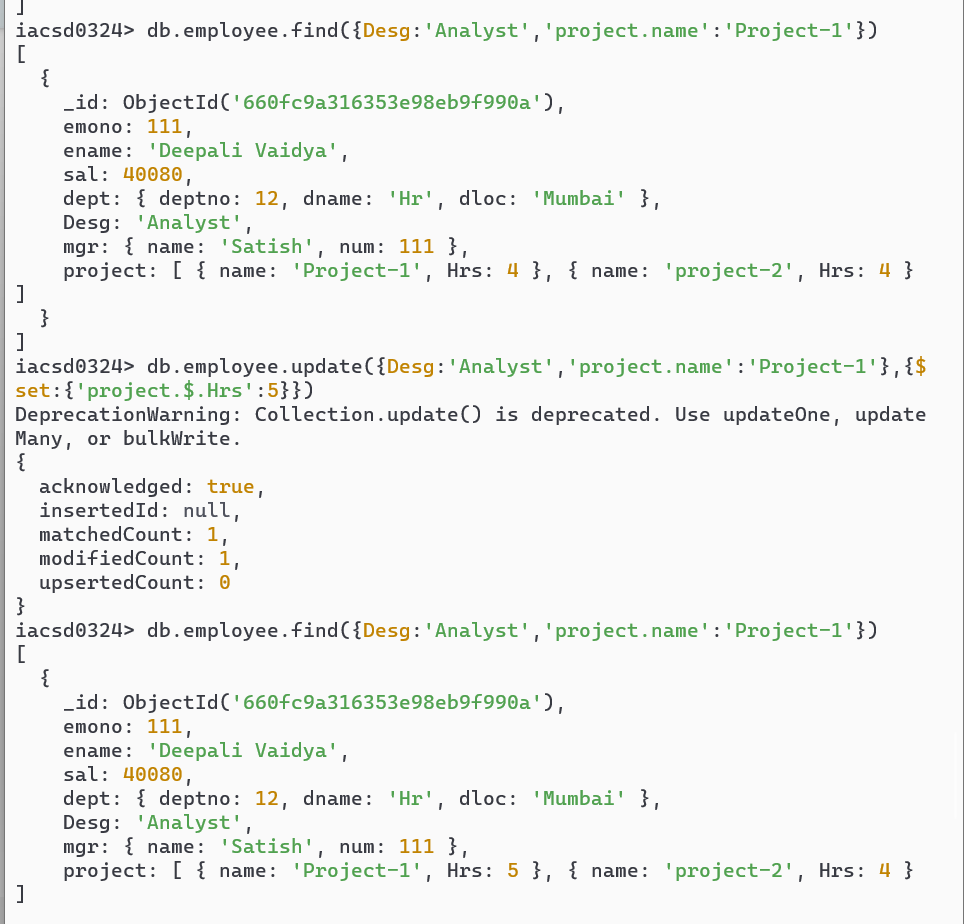 ]
iacsd0324> db.employee.find({Desg:'Analyst','project.name':'Project-1'})
[
  {
    _id: ObjectId('660fc9a316353e98eb9f990a'),
    emono: 111,
    ename: 'Deepali Vaidya',
    sal: 40080,
    dept: { deptno: 12, dname: 'Hr', dloc: 'Mumbai' },
    Desg: 'Analyst',
    mgr: { name: 'Satish', num: 111 },
    project: [ { name: 'Project-1', Hrs: 4 }, { name: 'project-2', Hrs: 4 }
]
  }
]
iacsd0324> db.employee.update({Desg:'Analyst','project.name':'Project-1'},{$
set:{'project.$.Hrs':5}})
DeprecationWarning: Collection.update() is deprecated. Use updateOne, update
Many, or bulkWrite.
{
  acknowledged: true,
  insertedId: null,
  matchedCount: 1,
  modifiedCount: 1,
  upsertedCount: 0
}
iacsd0324> db.employee.find({Desg:'Analyst','project.name':'Project-1'})
[
  {
    _id: ObjectId('660fc9a316353e98eb9f990a'),
    emono: 111,
    ename: 'Deepali Vaidya',
    sal: 40080,
    dept: { deptno: 12, dname: 'Hr', dloc: 'Mumbai' },
    Desg: 'Analyst',
    mgr: { name: 'Satish', num: 111 },
    project: [ { name: 'Project-1', Hrs: 5 }, { name: 'project-2', Hrs: 4 }
]